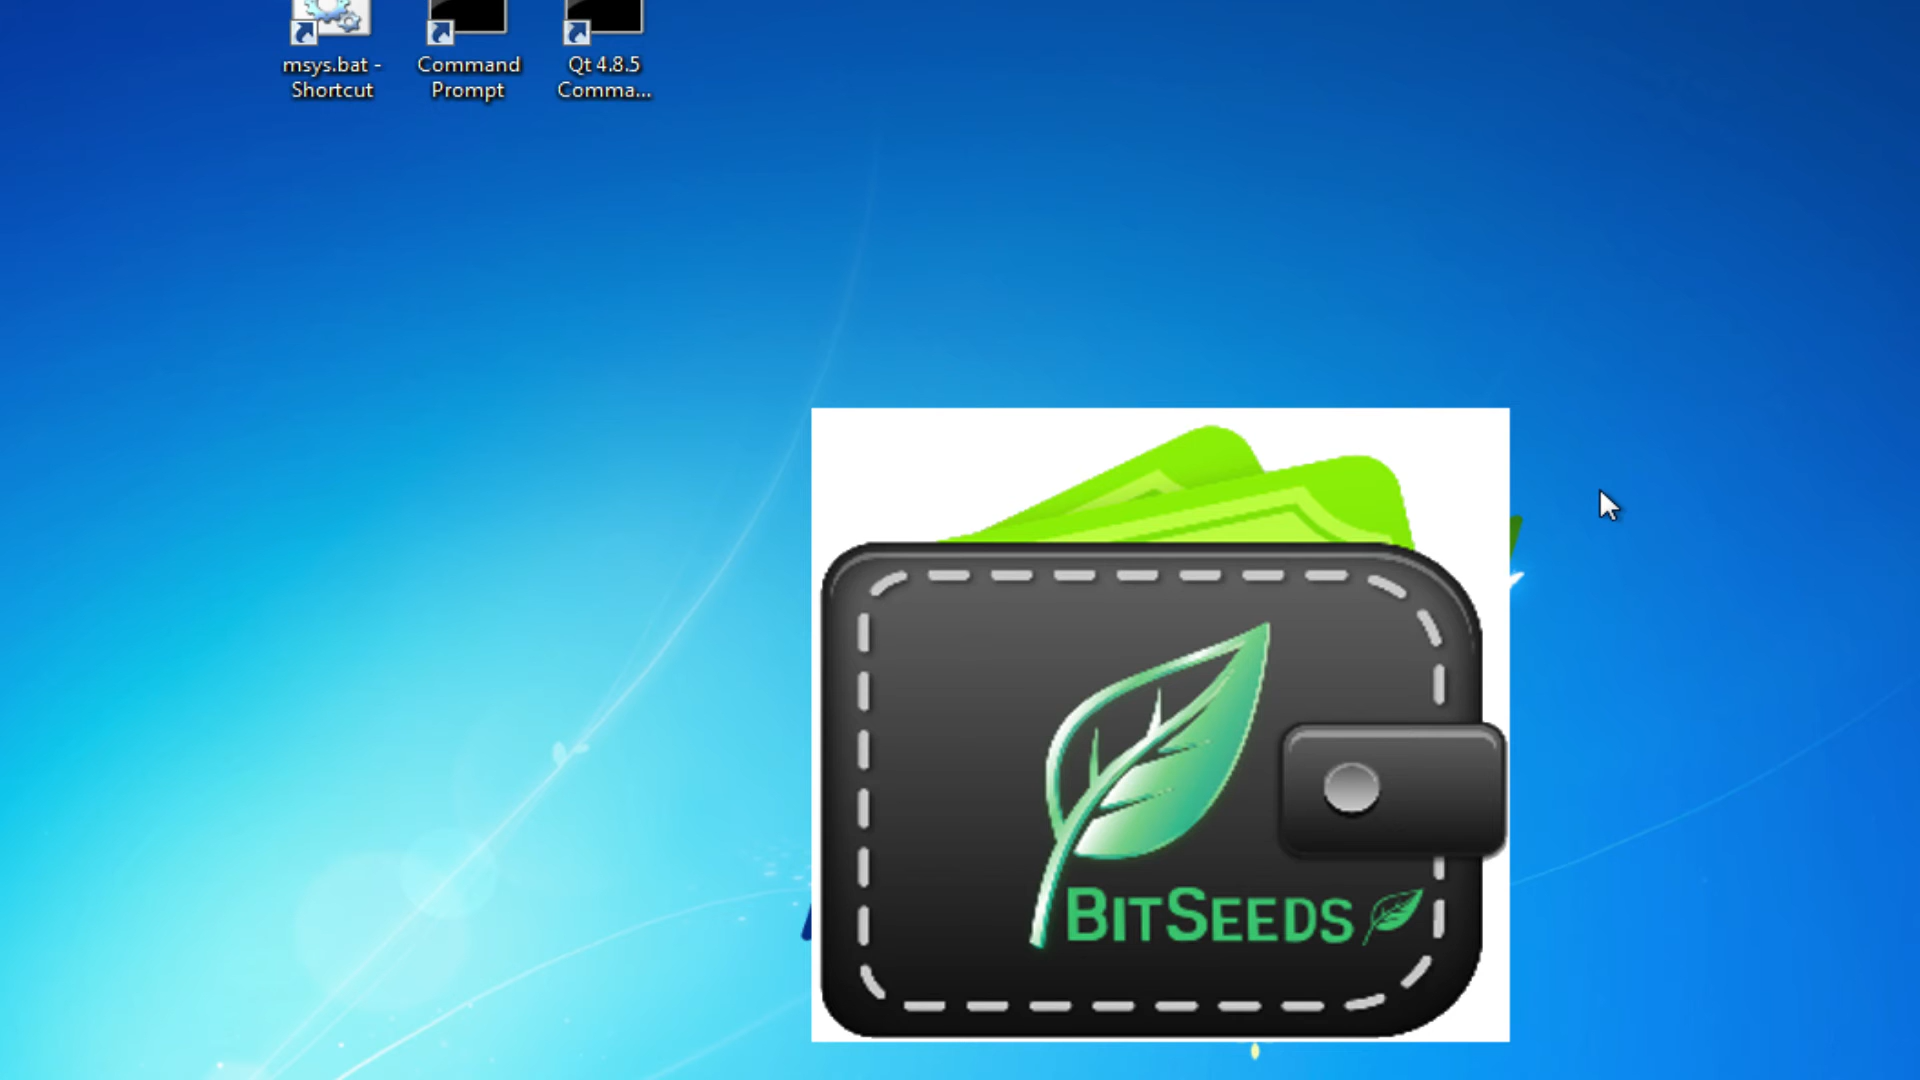 msys.bat -
Shortcut
Command
Prompt
Qt 4.8.5
Comma...
BITSEEDS